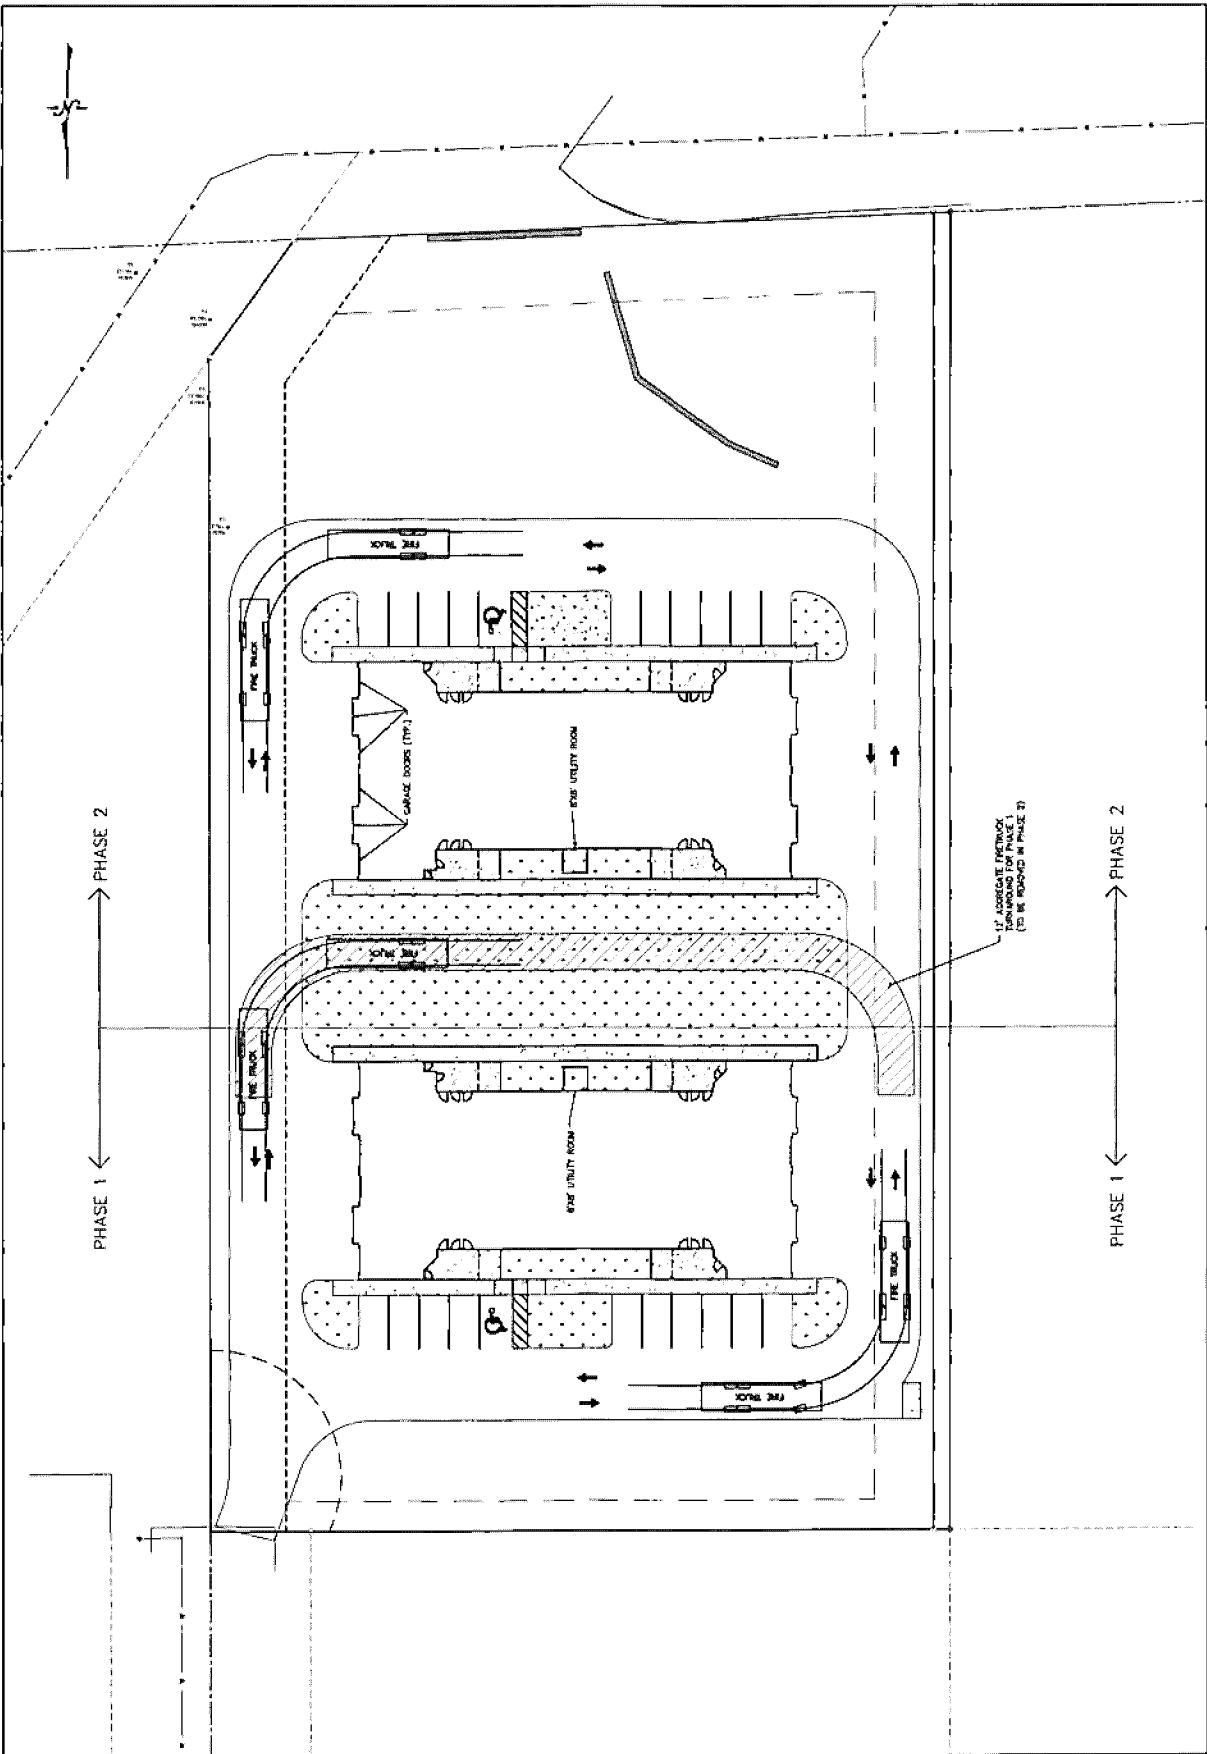 N
FIRE TRUCK
FIRE TRUCK
GARAGE DOORS (TYP.)
8'X8' UTILITY ROOM
PHASE 2
PHASE 2
12" AGGREGATE FIRETRUCK
TURNAROUND FOR PHASE 1
(TO BE REMOVED IN PHASE 2)
FIRE TRUCK
FIRE TRUCK
8'X8' UTILITY ROOM
PHASE 1
PHASE 1
FIRE TRUCK
FIRE TRUCK